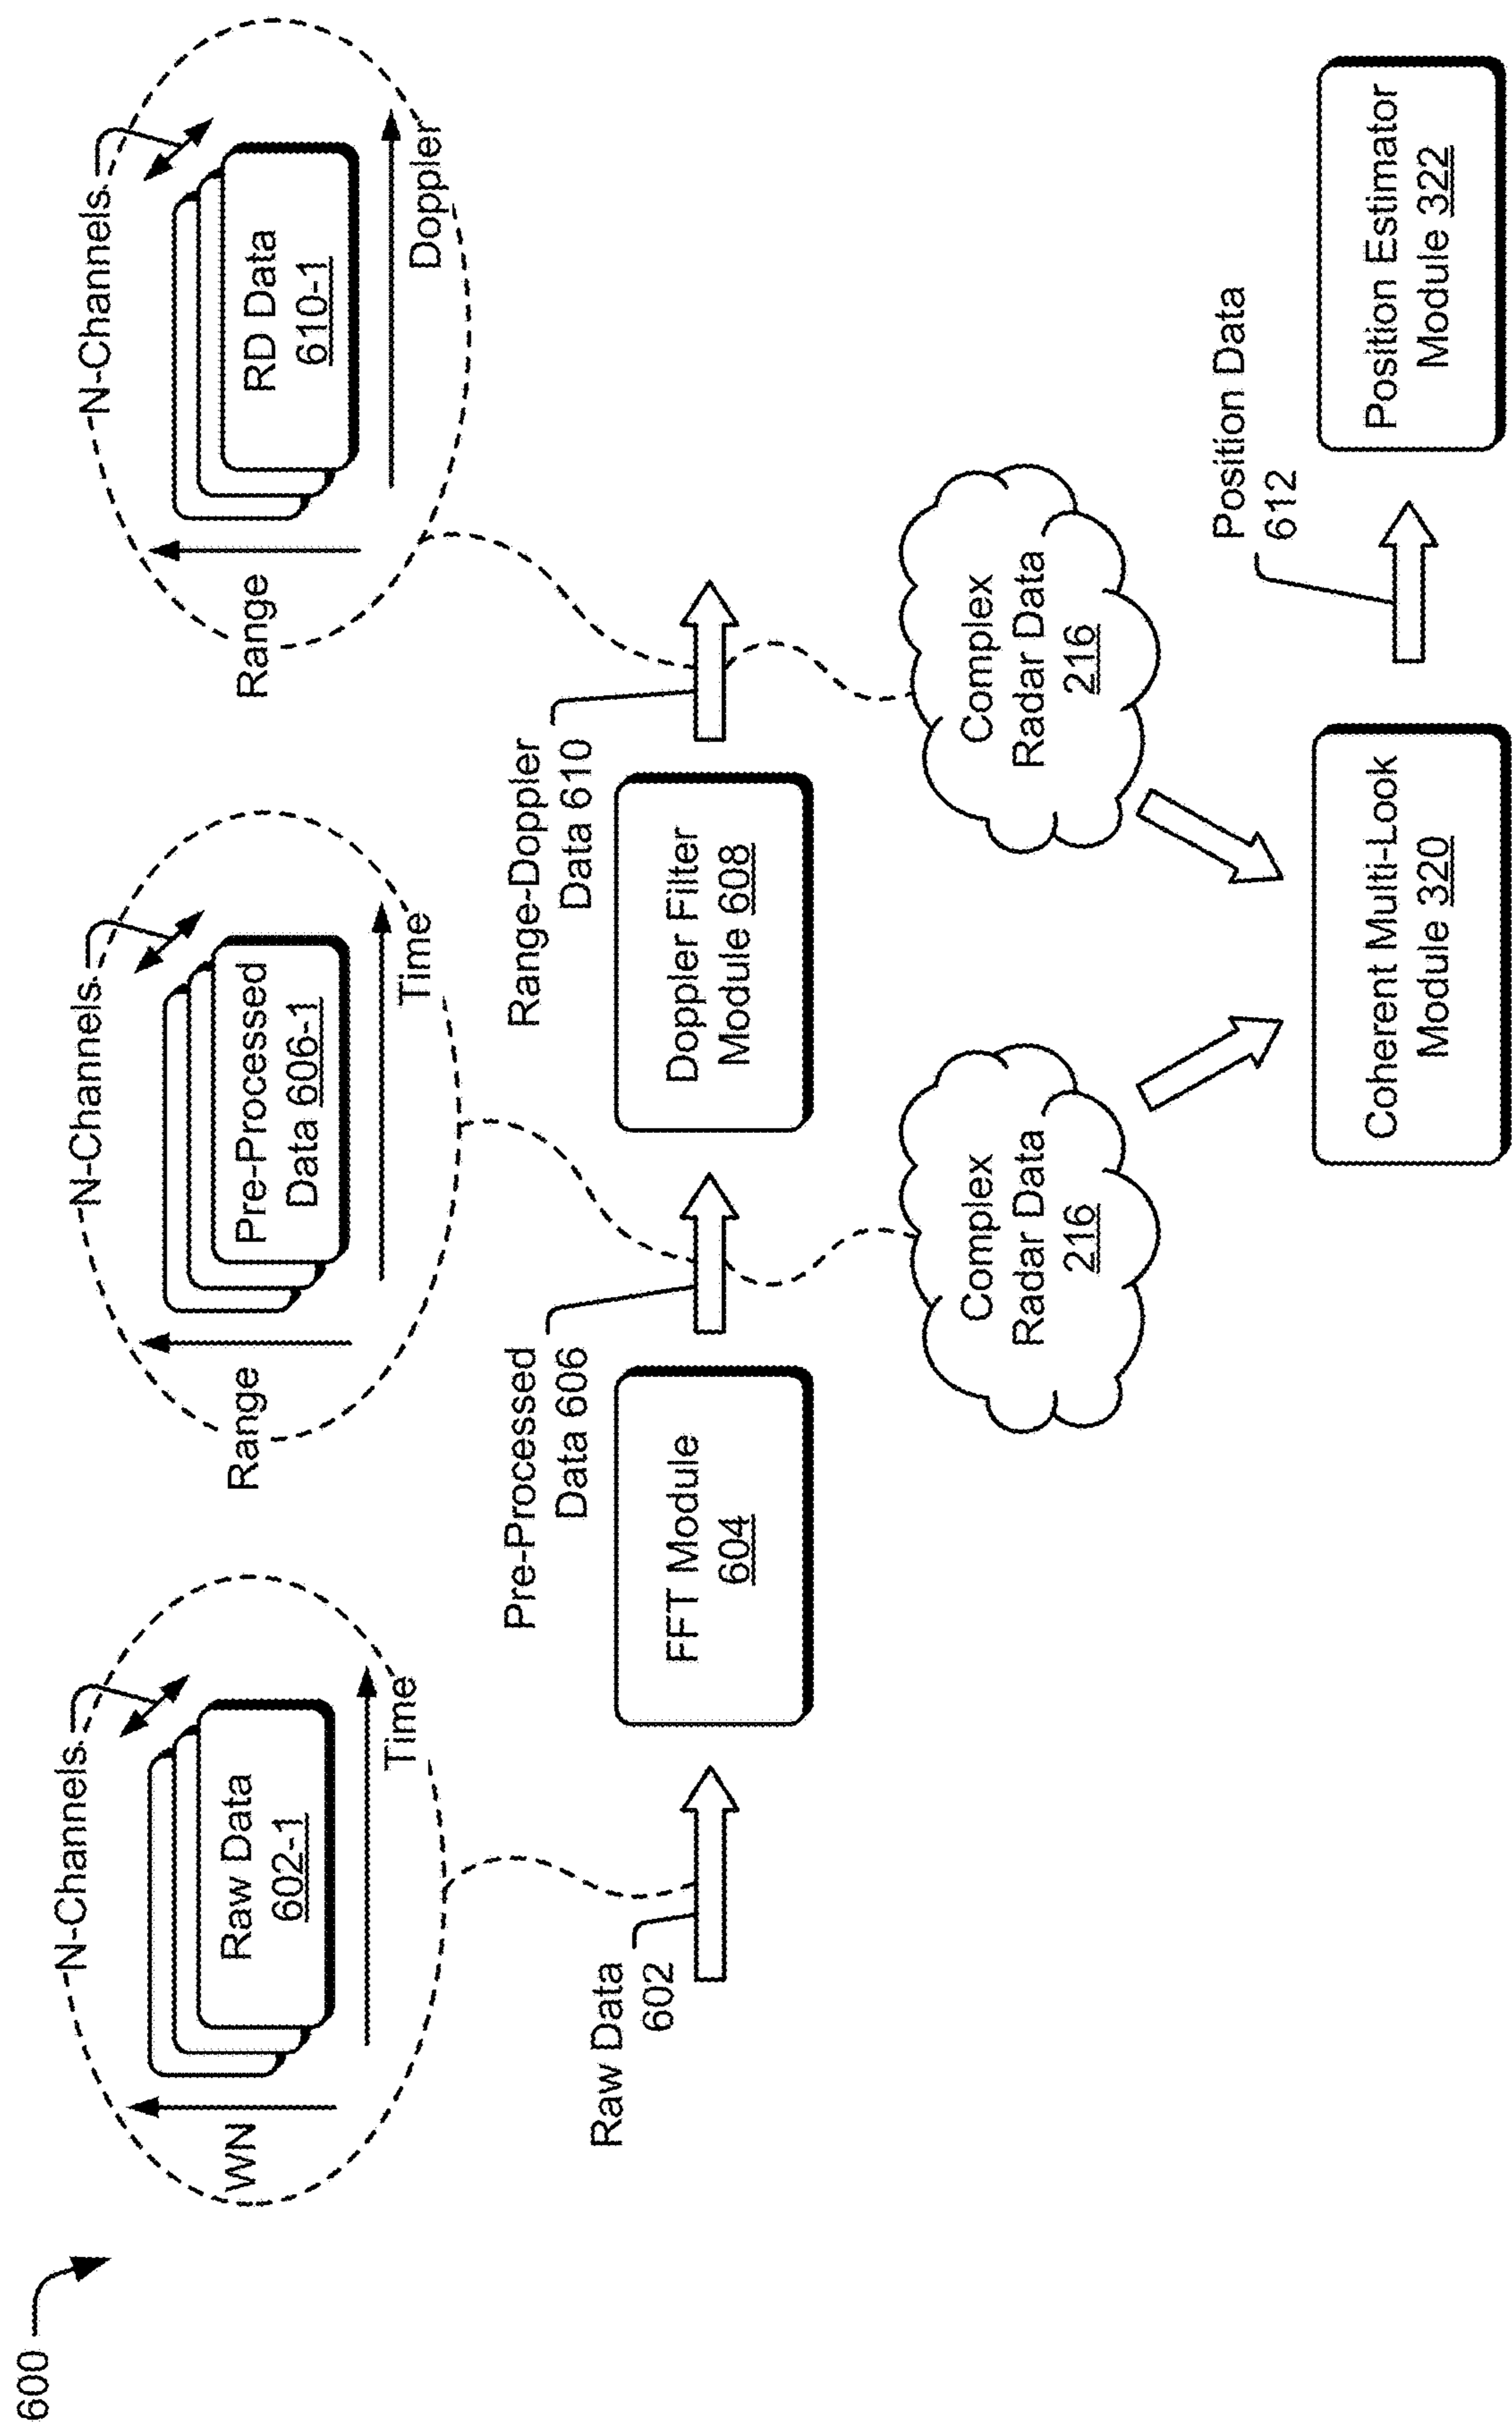 600
N-Channels
WN
Raw Data
602-1
Time
N-Channels
Range
Pre-Processed
Data 606-1
Time
N-Channels
Range
RD Data
610-1
Doppler
Raw Data
602
FFT Module
604
Pre-Processed
Data 606
Doppler Filter
Module 608
Range-Doppler
Data 610
Complex
Radar Data
216
Complex
Radar Data
216
Coherent Multi-Look
Module 320
Position Data
612
Position Estimator
Module 322